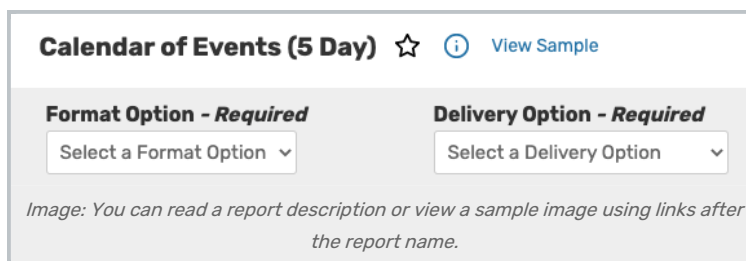 Calendar of Events (5 Day) View Sample
Format Option - Required Delivery Option - Required
Select a Format Option Select a Delivery Option
Image: You can read a report description or view a sample image using links after
the report name.